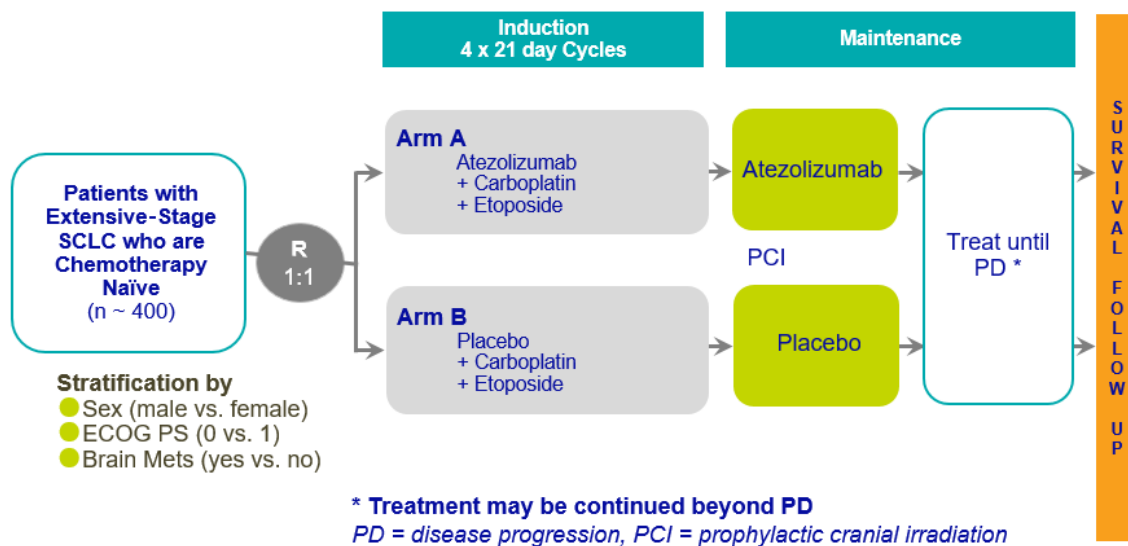 Induction
4 x 21 day Cycles
Maintenance
Patients with
Extensive-Stage
SCLC who are
Chemotherapy
Naïve
(n ~ 400)
R
1:1
Arm A
Atezolizumab
+ Carboplatin
+ Etoposide
Atezolizumab
PCI
Arm B
Placebo
+ Carboplatin
+ Etoposide
Placebo
Treat until
PD *
SURVIVAL FOLLOW UP
Stratification by
Sex (male vs. female)
ECOG PS (0 vs. 1)
Brain Mets (yes vs. no)
* Treatment may be continued beyond PD
PD = disease progression, PCI = prophylactic cranial irradiation